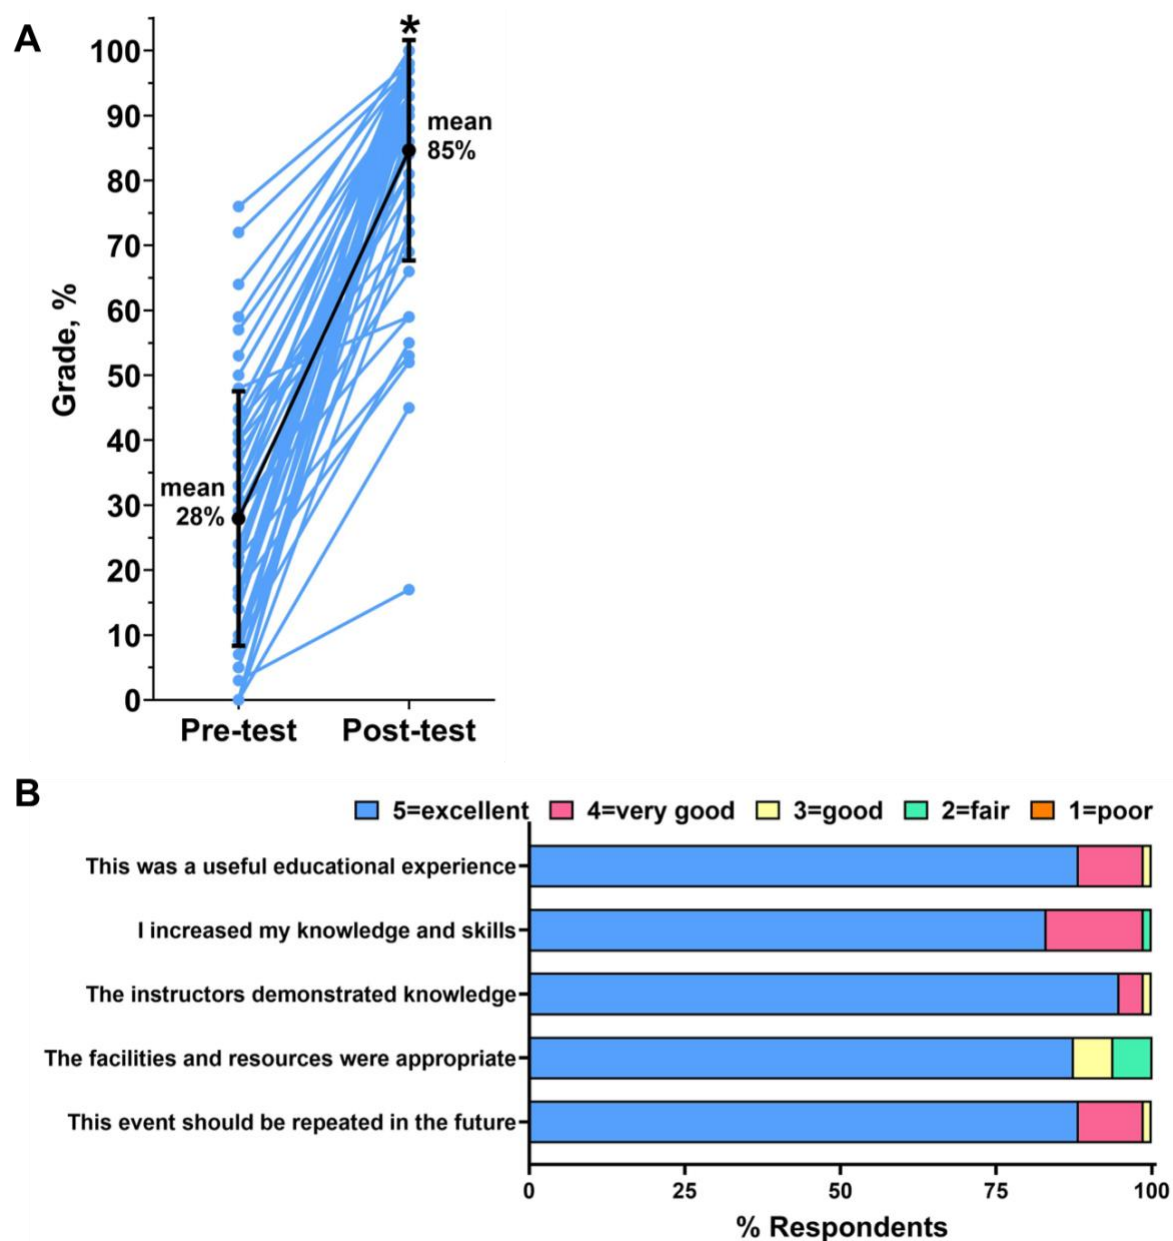 A
*
100
90
80
70
60
50
40
30
20
10
0
Grade, %
mean
85%
mean
28%
Pre-test
Post-test
B
5=excellent
4=very good
3=good
2=fair
1=poor
This was a useful educational experience
I increased my knowledge and skills
The instructors demonstrated knowledge
The facilities and resources were appropriate
This event should be repeated in the future
0
25
50
75
100
% Respondents